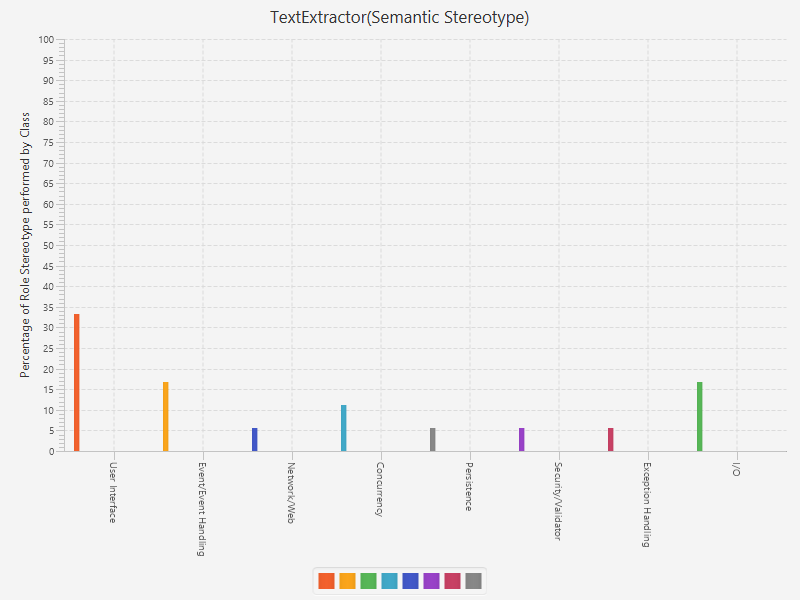 TextExtractor(Semantic Stereotype)
Percentage of Role Stereotype performed by Class
100
95
90
85
80
75
70
65
60
55
50
45
40
35
30
25
20
15
10
5
0
User Interface
Event/Event Handling
Network/Web
Concurrency
Persistence
Security/Validator
Exception Handling
I/O